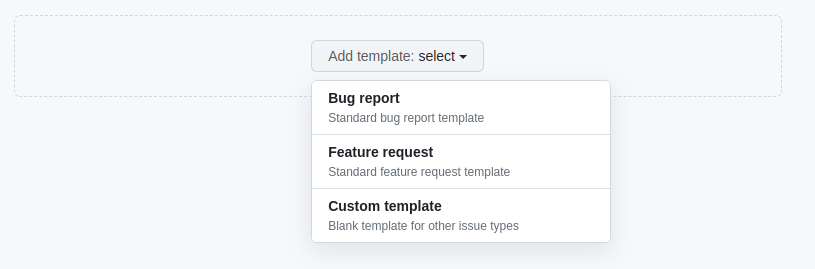 Add template: select
Bug report
Standard bug report template
Feature request
Standard feature request template
Custom template
Blank template for other issue types